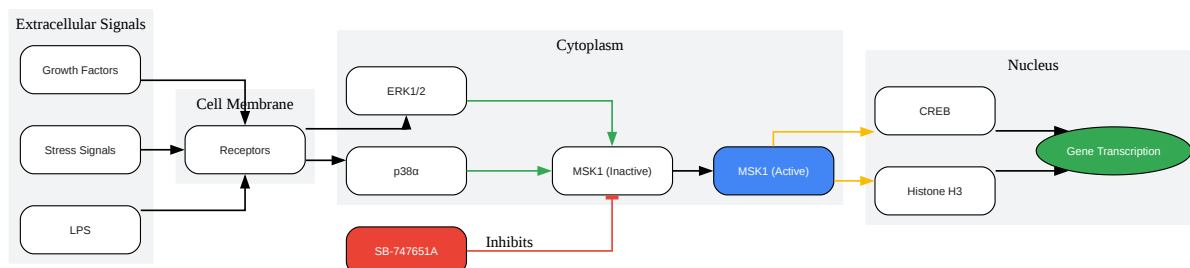 Extracellular Signals
Growth Factors
Stress Signals
LPS
Cell Membrane
Receptors
Cytoplasm
ERK1/2
p38α
MSK1 (Inactive)
MSK1 (Active)
SB-747651A
Inhibits
Nucleus
CREB
Histone H3
Gene Transcription